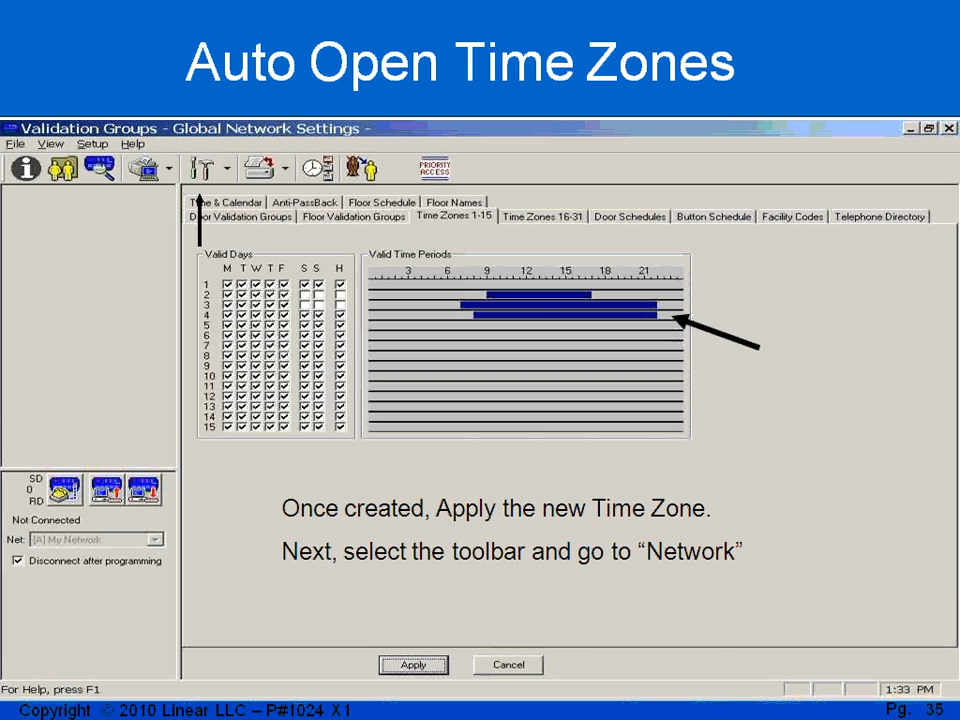 Auto Open Time Zones
Validation Groups - Global Network Settings -
File View Setup Help
PRIORITY
ACCESS
Time & Calendar Anti-PassBack Floor Schedule Floor Names
Door Validation Groups Floor Validation Groups Time Zones 1-15 Time Zones 16-31 Door Schedules Button Schedule Facility Codes Telephone Directory
Valid Days Valid Time Periods
M T W T F S S H 3 6 9 12 15 18 21
1
2
3
4
5
6
7
8
9
10
11
12
13
14
15
SD
0
RD
Not Connected
Net: [A] My Network
Disconnect after programming
Once created, Apply the new Time Zone.
Next, select the toolbar and go to “Network”
Apply Cancel
For Help, press F1 1:33 PM
Copyright © 2010 Linear LLC – P#1024 X1 Pg. 35